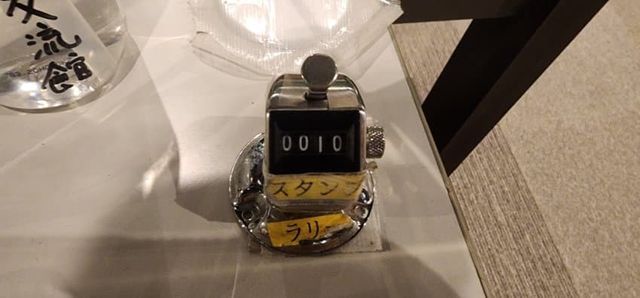 流館
0010
スタンプ
ラリー